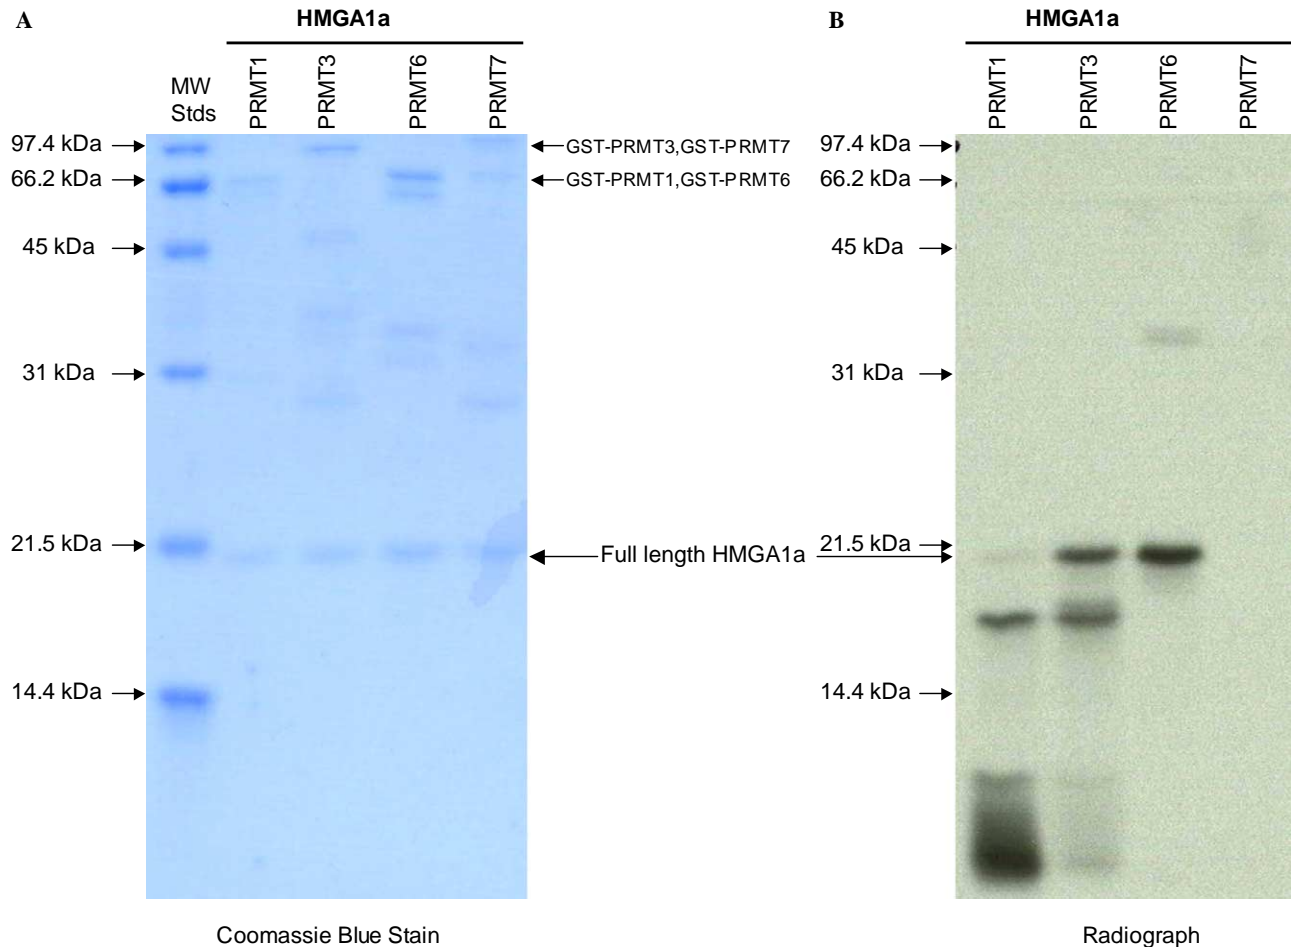 A
HMGA1a
MW
Stds
PRMT1
PRMT3
PRMT6
PRMT7
97.4 kDa
66.2 kDa
45 kDa
31 kDa
21.5 kDa
14.4 kDa
GST-PRMT3,GST-PRMT7
GST-PRMT1,GST-PRMT6
Full length HMGA1a
Coomassie Blue Stain
B
HMGA1a
PRMT1
PRMT3
PRMT6
PRMT7
97.4 kDa
66.2 kDa
45 kDa
31 kDa
21.5 kDa
14.4 kDa
Radiograph